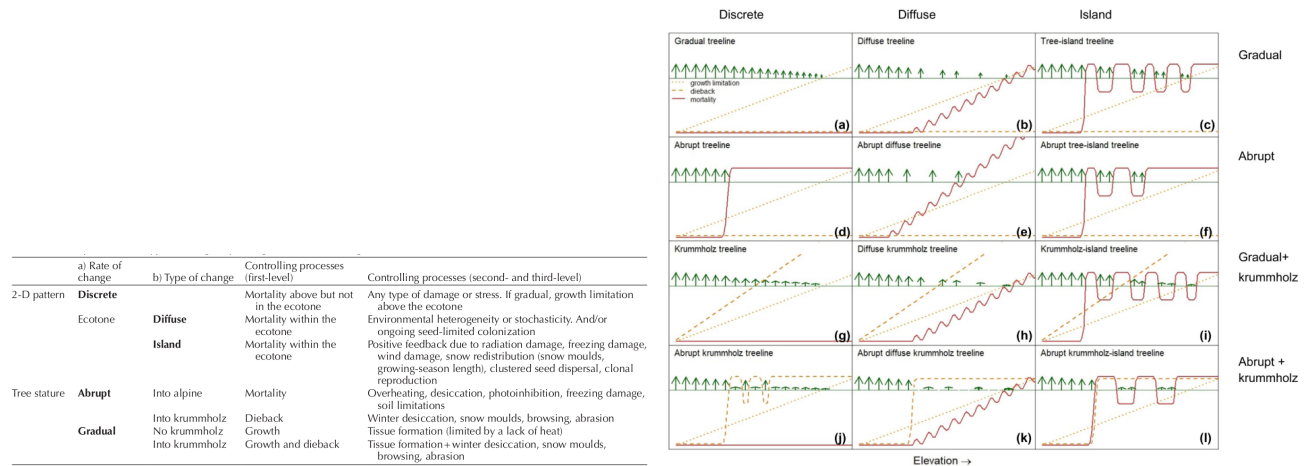 a) Rate of change b) Type of change Controlling processes (first-level) Controlling processes (second- and third-level)
2-D pattern Discrete Mortality above but not in the ecotone Any type of damage or stress. If gradual, growth limitation above the ecotone
Ecotone Diffuse Mortality within the ecotone Environmental heterogeneity or stochasticity. And/or ongoing seed-limited colonization
Island Mortality within the ecotone Positive feedback due to radiation damage, freezing damage, wind damage, snow redistribution (snow moulds, growing-season length), clustered seed dispersal, clonal reproduction
Tree stature Abrupt Into alpine Mortality Overheating, desiccation, photoinhibition, freezing damage, soil limitations
Into krummholz Dieback Winter desiccation, snow moulds, browsing, abrasion
Gradual No krummholz Growth Tissue formation (limited by a lack of heat)
Into krummholz Growth and dieback Tissue formation + winter desiccation, snow moulds, browsing, abrasion
Discrete Diffuse Island
Gradual treeline Diffuse treeline Tree-island treeline Gradual
growth limitation
dieback
mortality
(a) (b) (c)
Abrupt treeline Abrupt diffuse treeline Abrupt tree-island treeline Abrupt
(d) (e) (f)
Krummholz treeline Diffuse krummholz treeline Krummholz-island treeline Gradual+
krummholz
(g) (h) (i)
Abrupt krummholz treeline Abrupt diffuse krummholz treeline Abrupt krummholz-island treeline Abrupt +
krummholz
(j) (k) (l)
Elevation →